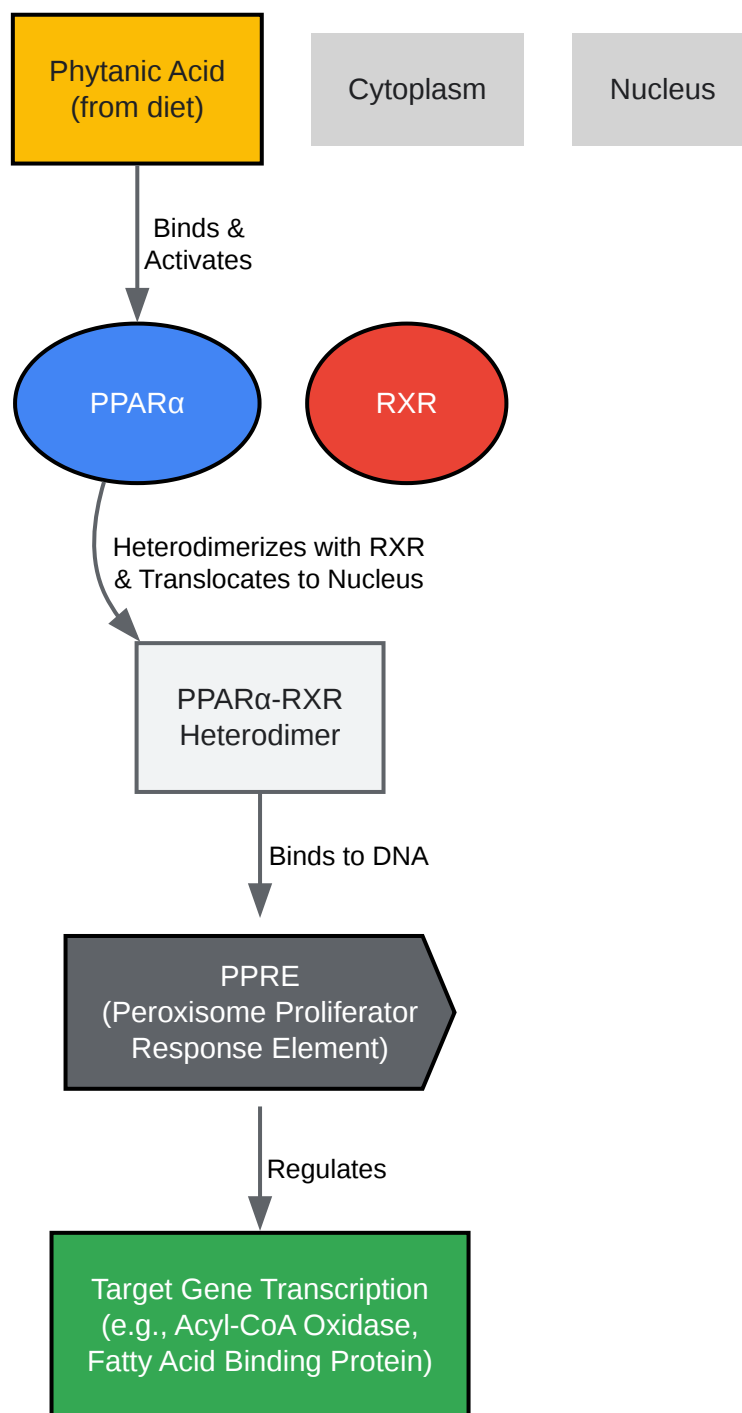 Phytanic Acid
(from diet)
Cytoplasm
Nucleus
Binds &
Activates
PPARα
RXR
Heterodimerizes with RXR
& Translocates to Nucleus
PPARα-RXR
Heterodimer
Binds to DNA
PPRE
(Peroxisome Proliferator
Response Element)
Regulates
Target Gene Transcription
(e.g., Acyl-CoA Oxidase,
Fatty Acid Binding Protein)